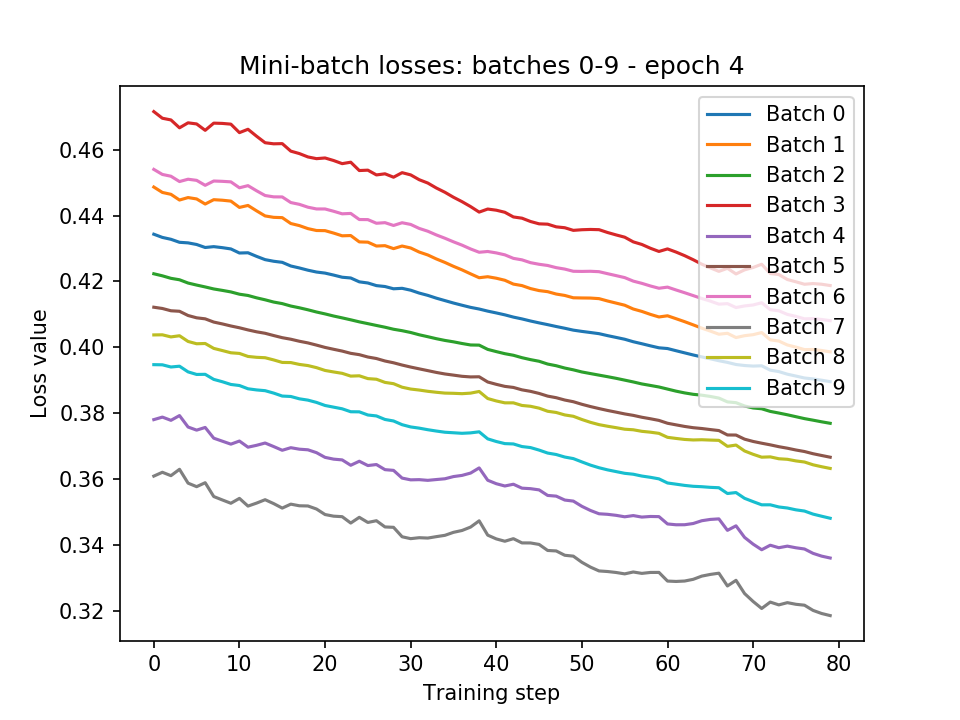 Mini-batch losses: batches 0-9 - epoch 4
Loss value
0.46
0.44
0.42
0.40
0.38
0.36
0.34
0.32
Batch 0
Batch 1
Batch 2
Batch 3
Batch 4
Batch 5
Batch 6
Batch 7
Batch 8
Batch 9
0 10 20 30 40 50 60 70 80
Training step